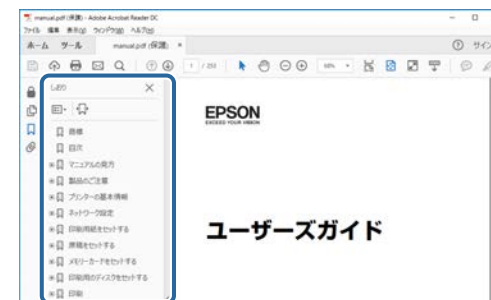 manual.pdf (保護) - Adobe Acrobat Reader DC
ファイル 編集 表示(V) ウィンドウ(W) ヘルプ(H)
ホーム ツール manual.pdf (保護) ×
1 / 251
しおり
目次
マニュアルの見方
製品のご注意
プリンターの基本情報
ネットワーク設定
印刷用紙をセットする
原稿をセットする
メモリーカードをセットする
印刷用のディスクをセットする
印刷
EPSON
EXCEED YOUR VISION
ユーザーズガイド